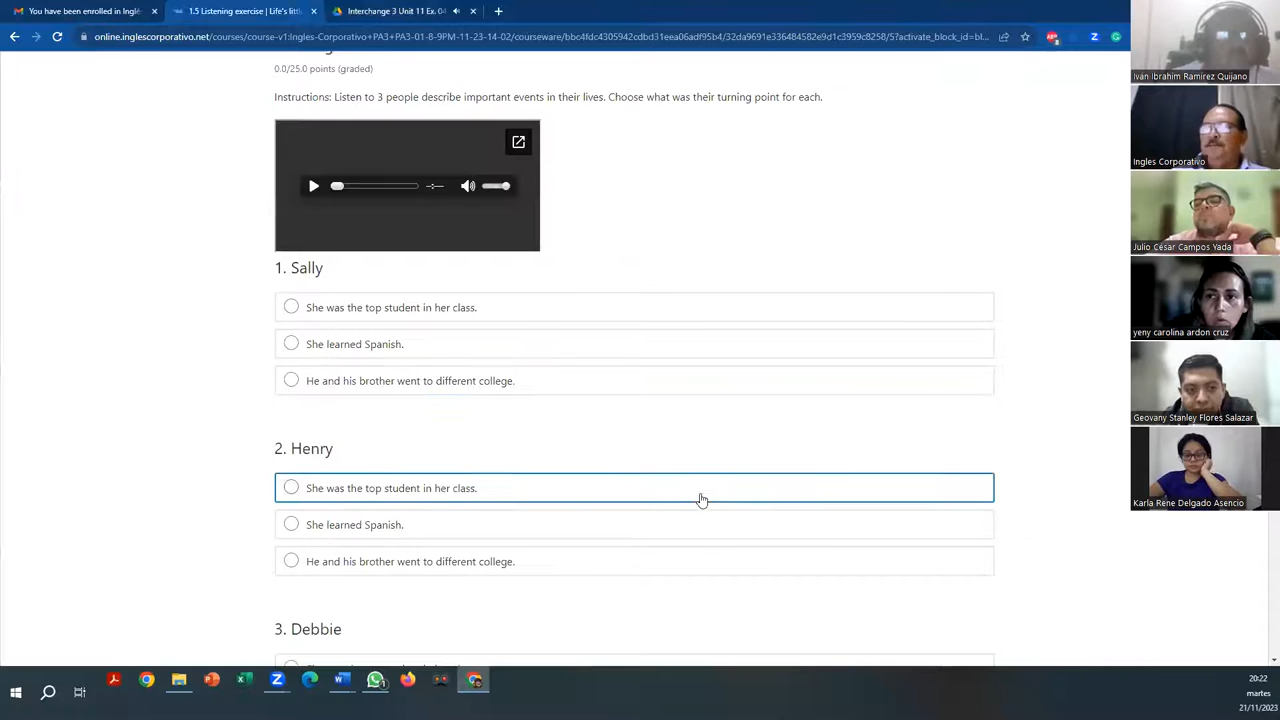 You have been enrolled in Inglé
1.5 Listening exercise | Life's littl
Interchange 3 Unit 11 Ex. 04
online.inglescorporativo.net/courses/course-v1:Ingles-Corporativo+PA3+PA3-01-8-9PM-11-23-14-02/courseware/bbc4fdc4305942cdbd31eea06adf95b4/32da9691e336484582e9d1c3959c8258/5?activate_block_id=bl...
0.0/25.0 points (graded)
Instructions: Listen to 3 people describe important events in their lives. Choose what was their turning point for each.
-:-
1. Sally
She was the top student in her class.
She learned Spanish.
He and his brother went to different college.
2. Henry
She was the top student in her class.
She learned Spanish.
He and his brother went to different college.
3. Debbie
Iván Ibrahim Ramírez Quijano
Ingles Corporativo
Julio César Campos Yada
yeny carolina ardon cruz
Geovany Stanley Flores Salazar
Karla Rene Delgado Asencio
20:22
martes
21/11/2023